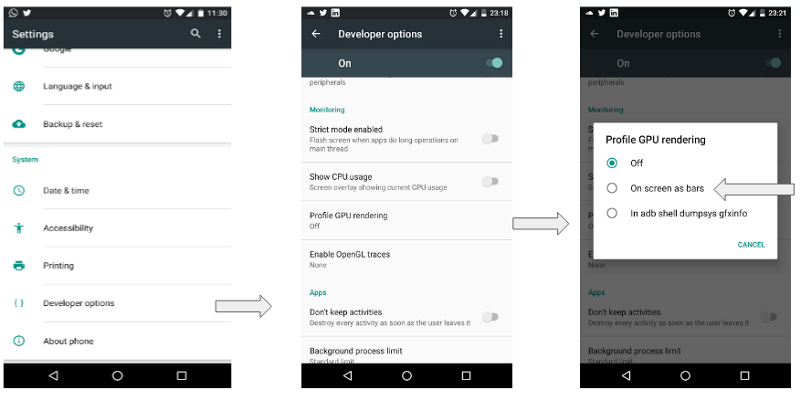 11:30
Settings
Google
Language & input
Backup & reset
System
Date & time
Accessibility
Printing
{ }
Developer options
About phone
in
23:18
Developer options
On
peripherals
Monitoring
Strict mode enabled
Flash screen when apps do long operations on
main thread
Show CPU usage
Screen overlay showing current CPU usage
Profile GPU rendering
Off
Enable OpenGL traces
None
Apps
Don't keep activities
Destroy every activity as soon as the user leaves it
Background process limit
Standard limit
in
23:21
Developer options
On
peripherals
Monitoring
Profile GPU rendering
Off
On screen as bars
In adb shell dumpsys gfxinfo
CANCEL
None
Apps
Don't keep activities
Destroy every activity as soon as the user leaves it
Background process limit
Standard limit